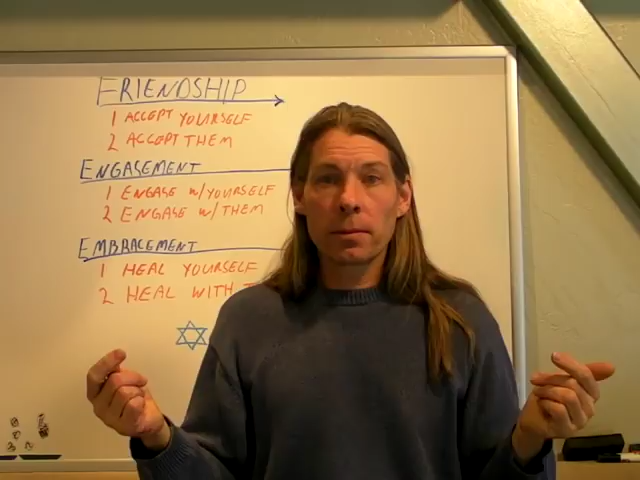 FRIENDSHIP
1 ACCEPT YOURSELF
2 ACCEPT THEM
ENGAGEMENT
1 ENGAGE W/YOURSELF
2 ENGAGE W/ THEM
EMBRACEMENT
1 HEAL YOURSELF
2 HEAL WITH